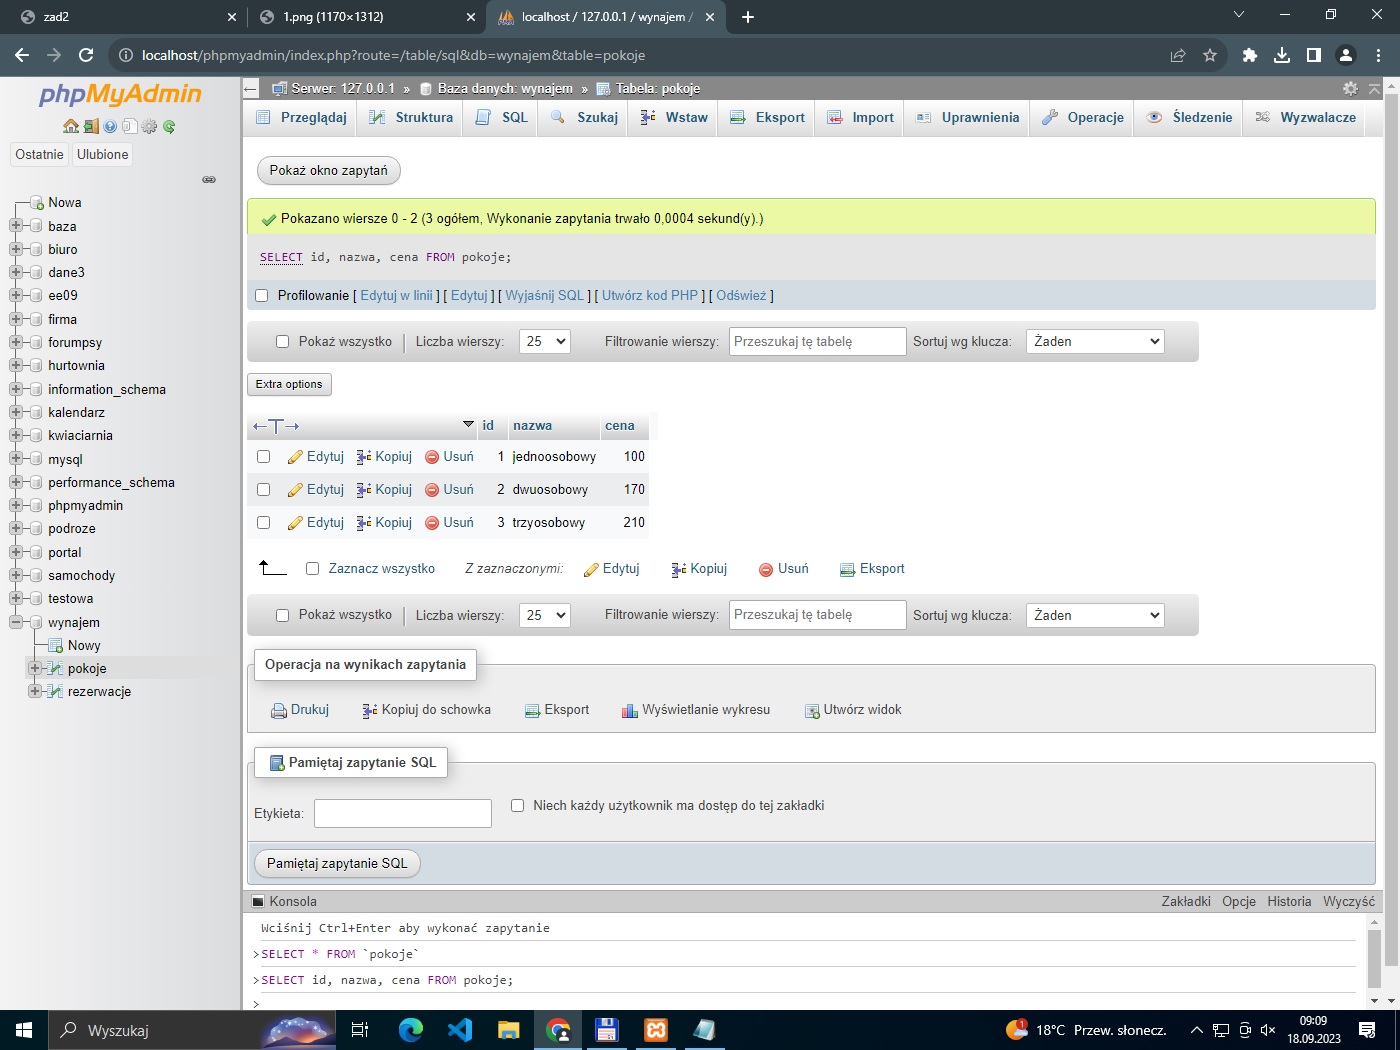 zad2
1.png (1170×1312)
localhost / 127.0.0.1 / wynajem /
localhost/phpmyadmin/index.php?route=/table/sql&db=wynajem&table=pokoje
phpMyAdmin
Ostatnie
Ulubione
Nowa
baza
biuro
dane3
ee09
firma
forumpsy
hurtownia
information_schema
kalendarz
kwiaciarnia
mysql
performance_schema
phpmyadmin
podroze
portal
samochody
testowa
wynajem
Nowy
pokoje
rezerwacje
Serwer: 127.0.0.1 » Baza danych: wynajem » Tabela: pokoje
Przeglądaj Struktura SQL Szukaj Wstaw Eksport Import Uprawnienia Operacje Śledzenie Wyzwalacze
Pokaż okno zapytań
Pokazano wiersze 0 - 2 (3 ogółem, Wykonanie zapytania trwało 0,0004 sekund(y).)
SELECT id, nazwa, cena FROM pokoje;
Profilowanie [ Edytuj w linii ] [ Edytuj ] [ Wyjaśnij SQL ] [ Utwórz kod PHP ] [ Odśwież ]
Pokaż wszystko Liczba wierszy: 25 Filtrowanie wierszy: Przeszukaj tę tabelę Sortuj wg klucza: Żaden
Extra options
id nazwa cena
Edytuj Kopiuj Usuń 1 jednoosobowy 100
Edytuj Kopiuj Usuń 2 dwuosobowy 170
Edytuj Kopiuj Usuń 3 trzyosobowy 210
Zaznacz wszystko Z zaznaczonymi: Edytuj Kopiuj Usuń Eksport
Pokaż wszystko Liczba wierszy: 25 Filtrowanie wierszy: Przeszukaj tę tabelę Sortuj wg klucza: Żaden
Operacja na wynikach zapytania
Drukuj Kopiuj do schowka Eksport Wyświetlanie wykresu Utwórz widok
Pamiętaj zapytanie SQL
Etykieta: Niech każdy użytkownik ma dostęp do tej zakładki
Pamiętaj zapytanie SQL
Konsola Zakładki Opcje Historia Wyczyść
Wciśnij Ctrl+Enter aby wykonać zapytanie
>SELECT * FROM `pokoje`
>SELECT id, nazwa, cena FROM pokoje;
>
Wyszukaj
18°C Przew. słonecz.
09:09
18.09.2023